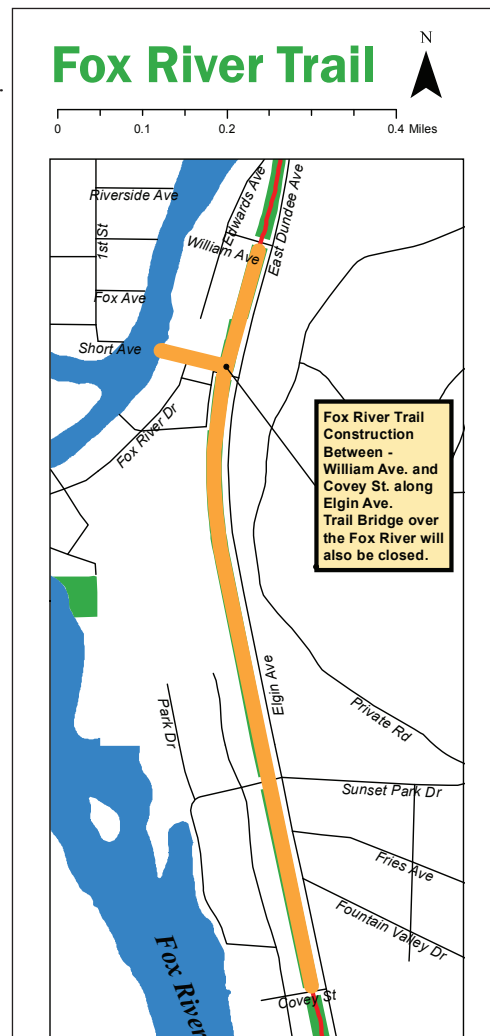 Fox River Trail
N
0 0.1 0.2 0.4 Miles
Riverside Ave
1st St
Edwards Ave
East Dundee Ave
William Ave
Fox Ave
Short Ave
Fox River Dr
Fox River Trail
Construction
Between -
William Ave. and
Covey St. along
Elgin Ave.
Trail Bridge over
the Fox River will
also be closed.
Elgin Ave
Park Dr
Private Rd
Sunset Park Dr
Fries Ave
Fountain Valley Dr
Fox River
Covey St